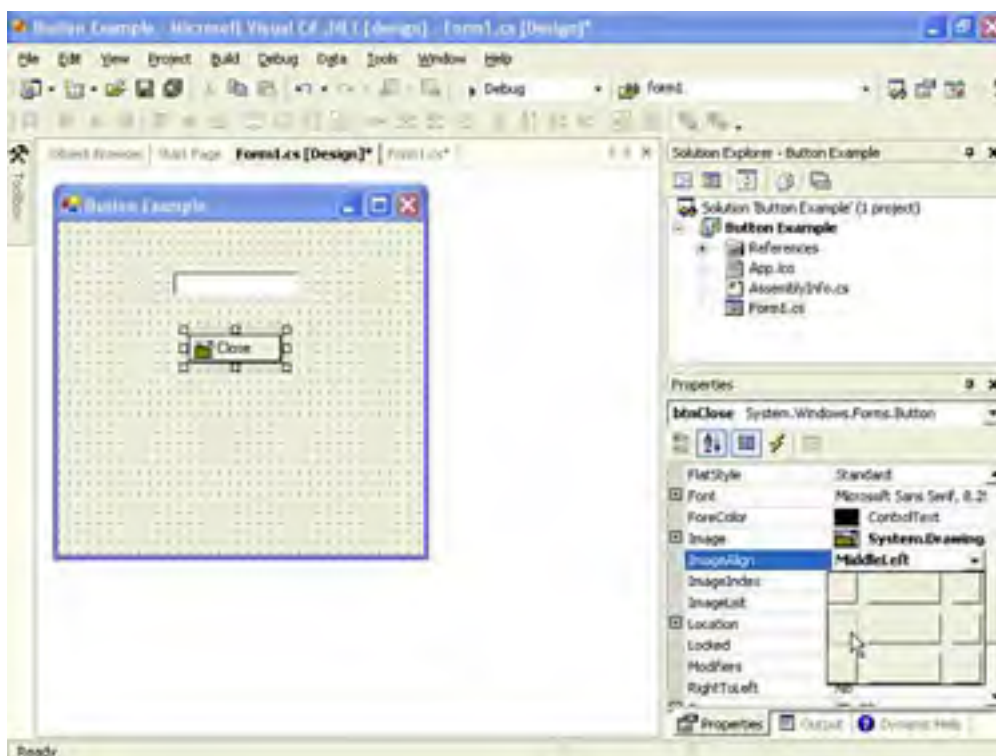 Button Example - Microsoft Visual C# .NET [design] - Form1.cs [Design]*
File Edit View Project Build Debug Data Tools Window Help
Debug
form1
Toolbox
Object Browser Start Page Form1.cs [Design]* Form1.cs*
Button Example
Close
Solution Explorer - Button Example
Solution 'Button Example' (1 project)
Button Example
References
App.ico
AssemblyInfo.cs
Form1.cs
Properties
btnClose System.Windows.Forms.Button
FlatStyle Standard
Font Microsoft Sans Serif, 8.2
ForeColor ControlText
Image System.Drawing
ImageAlign MiddleLeft
ImageIndex
ImageList
Location
Locked
Modifiers
RightToLeft No
Properties Output Dynamic Help
Ready